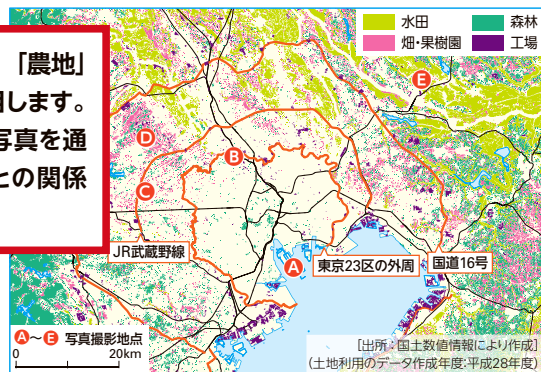 「農地」
します。
写真を通
との関係
水田
森林
畑・果樹園
工場
E
D
B
C
A
JR武蔵野線
東京23区の外周
国道16号
A～E 写真撮影地点
0 20km
[出所:国土数値情報により作成]
(土地利用のデータ作成年度:平成28年度)